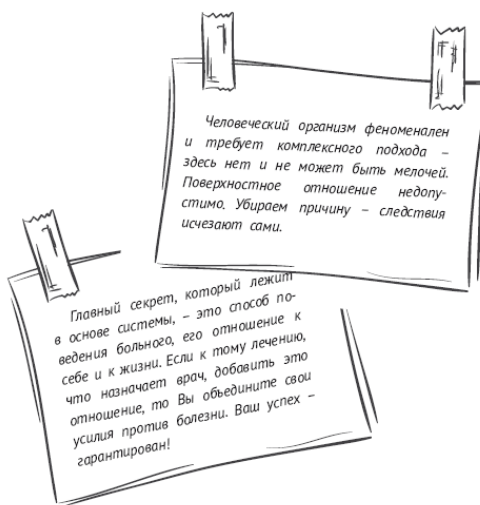 Человеческий организм феноменален
и требует комплексного подхода –
здесь нет и не может быть мелочей.
Поверхностное отношение недопу-
стимо. Убираем причину – следствия
исчезают сами.
Главный секрет, который лежит
в основе системы, – это способ по-
ведения больного, его отношение к
себе и к жизни. Если к тому лечению,
что назначает врач, добавить это
отношение, то Вы объедините свои
усилия против болезни. Ваш успех –
гарантирован!